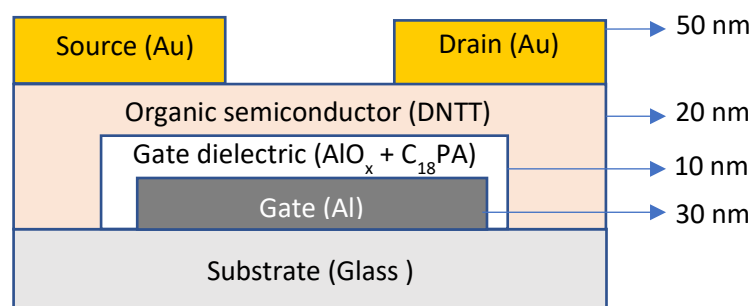 Source (Au)
Drain (Au)
50 nm
Organic semiconductor (DNTT)
20 nm
Gate dielectric (AlOₓ + C₁₈PA)
10 nm
Gate (Al)
30 nm
Substrate (Glass )